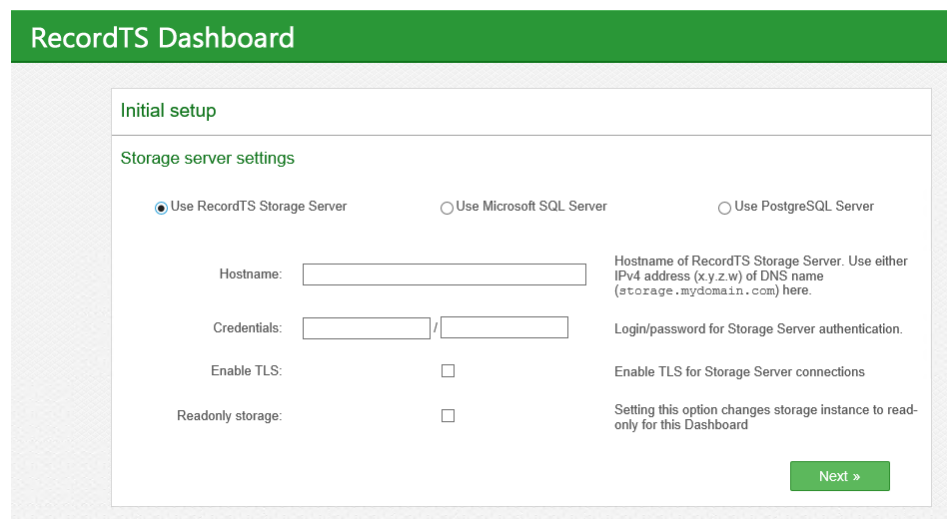 RecordTS Dashboard
Initial setup
Storage server settings
Use RecordTS Storage Server
Use Microsoft SQL Server
Use PostgreSQL Server
Hostname:
Hostname of RecordTS Storage Server. Use either
IPv4 address (x.y.z.w) of DNS name
(storage.mydomain.com) here.
Credentials:
/
Login/password for Storage Server authentication.
Enable TLS:
Enable TLS for Storage Server connections
Readonly storage:
Setting this option changes storage instance to read-
only for this Dashboard
Next »